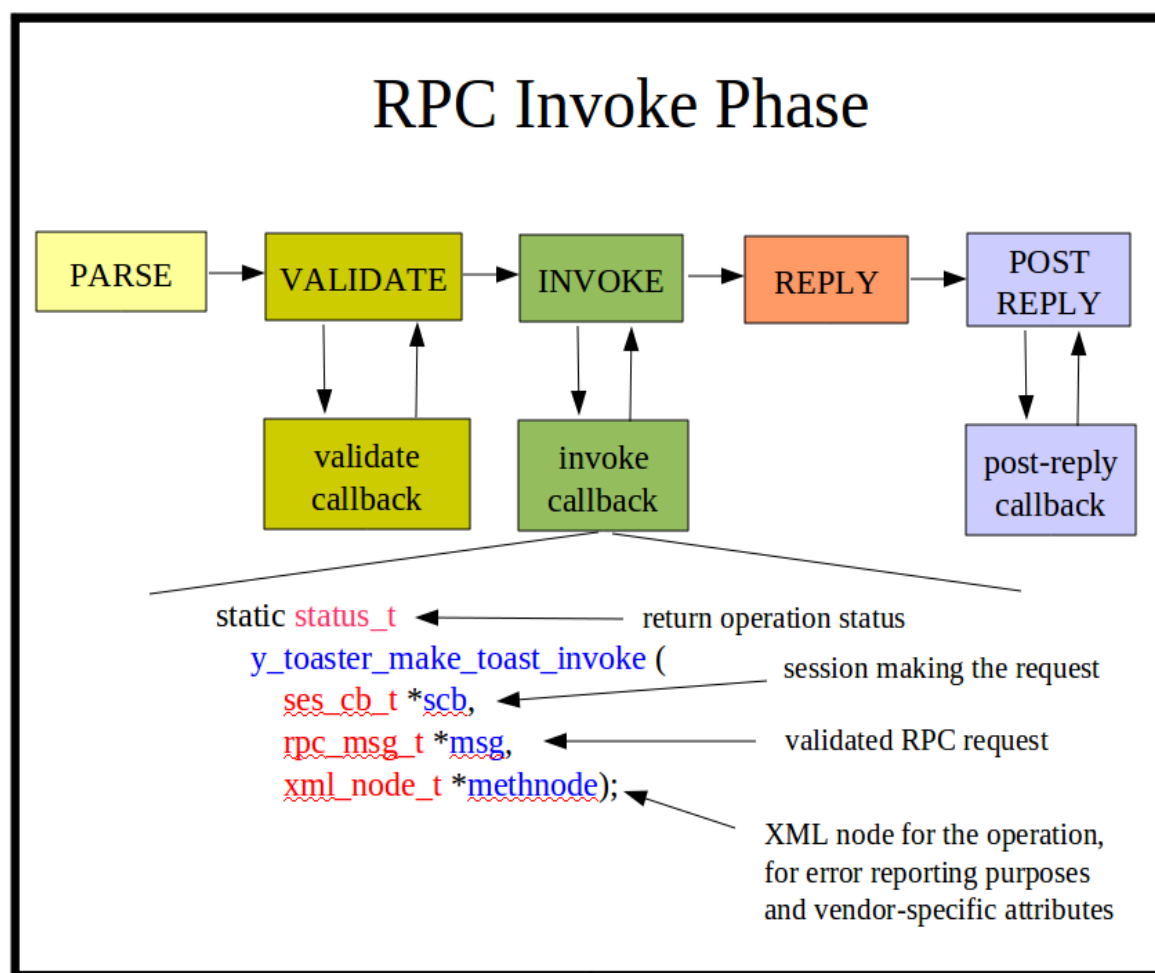 RPC Invoke Phase
PARSE
VALIDATE
INVOKE
REPLY
POST
REPLY
validate
callback
invoke
callback
post-reply
callback
static status_t
return operation status
y_toaster_make_toast_invoke (
session making the request
ses_cb_t *scb,
rpc_msg_t *msg,
validated RPC request
xml_node_t *methnode);
XML node for the operation,
for error reporting purposes
and vendor-specific attributes